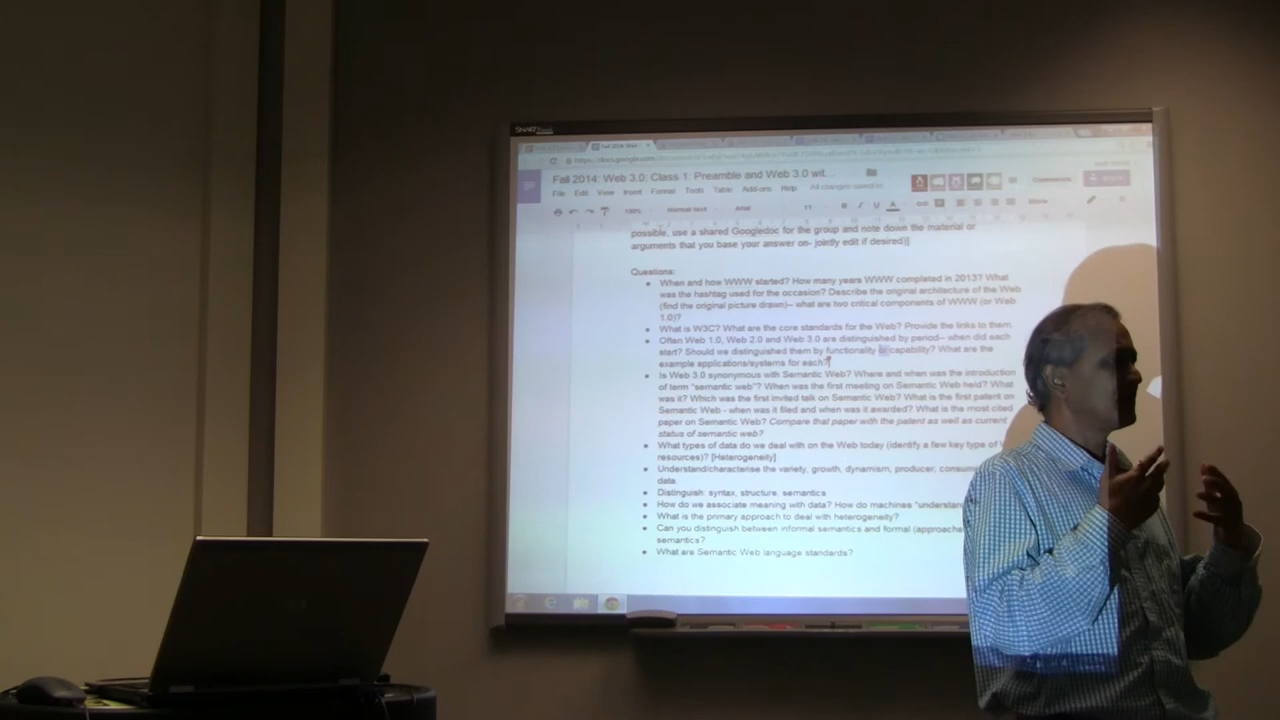 SMART
Fall 2014: Web 3.0: Class 1: Preamble and Web 3.0 wit...
File Edit View Insert Format Tools Table Add-ons Help All changes saved in
100% Normal text Arial 11 B I U A More
possible, use a shared Googledoc for the group and note down the material or
arguments that you base your answer on- jointly edit if desired)]
Questions:
When and how WWW started? How many years WWW completed in 2013? What
was the hashtag used for the occasion? Describe the original architecture of the Web
(find the original picture drawn)– what are two critical components of WWW (or Web
1.0)?
What is W3C? What are the core standards for the Web? Provide the links to them.
Often Web 1.0, Web 2.0 and Web 3.0 are distinguished by period– when did each
start? Should we distinguished them by functionality or capability? What are the
example applications/systems for each?
Is Web 3.0 synonymous with Semantic Web? Where and when was the introduction
of term "semantic web"? When was the first meeting on Semantic Web held? What
was it? Which was the first invited talk on Semantic Web? What is the first patent on
Semantic Web - when was it filed and when was it awarded? What is the most cited
paper on Semantic Web? Compare that paper with the patent as well as current
status of semantic web?
What types of data do we deal with on the Web today (identify a few key type of
resources)? [Heterogeneity]
Understand/characterise the variety, growth, dynamism, producer,
data.
Distinguish: syntax, structure, semantics
How do we associate meaning with data? How do machines
What is the primary approach to deal with heterogeneity?
Can you distinguish between informal semantics and formal
semantics?
What are Semantic Web language standards?